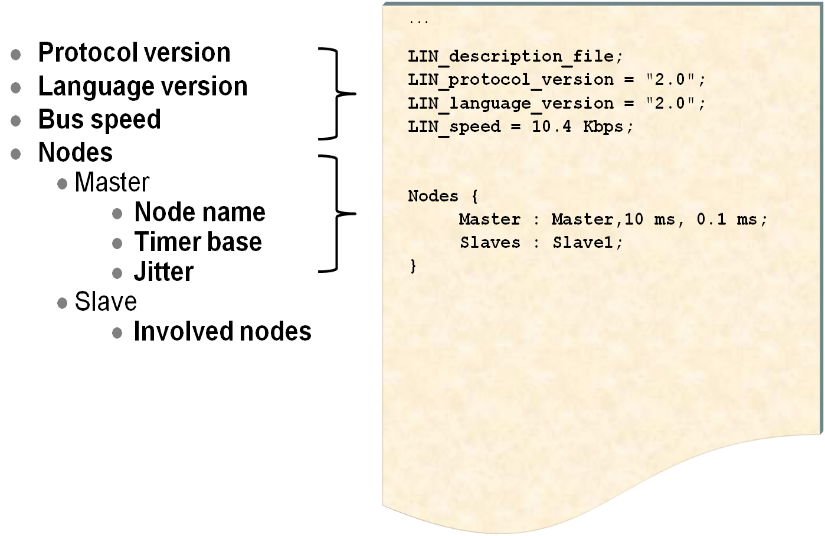 Protocol version
Language version
Bus speed
Nodes
Master
Node name
Timer base
Jitter
Slave
Involved nodes
...
LIN_description_file;
LIN_protocol_version = "2.0";
LIN_language_version = "2.0";
LIN_speed = 10.4 Kbps;
Nodes {
Master : Master,10 ms, 0.1 ms;
Slaves : Slave1;
}